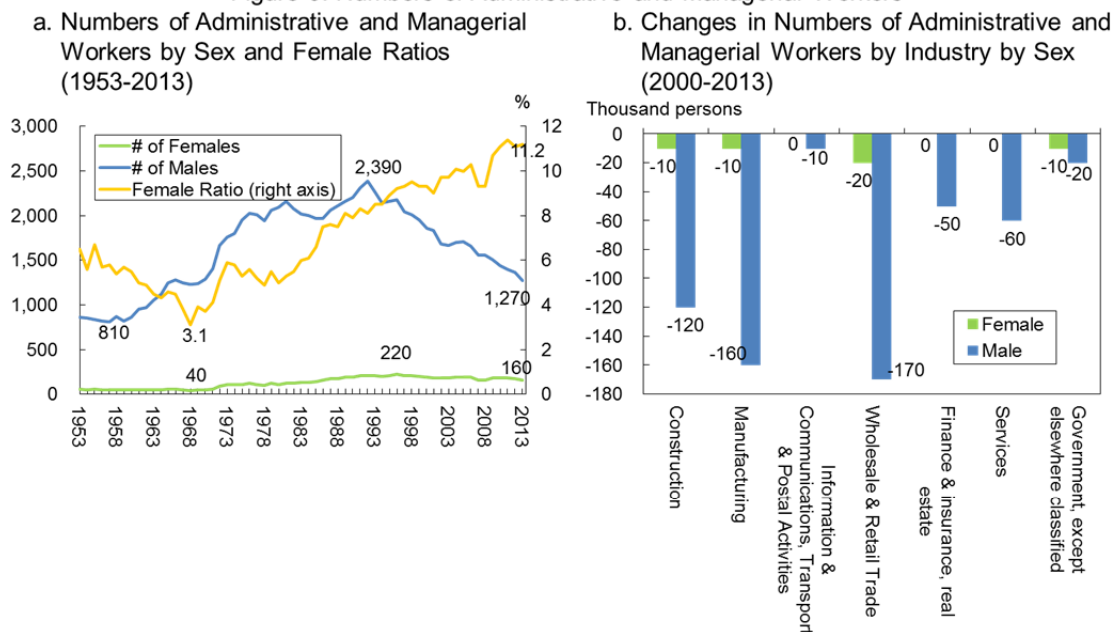 a. Numbers of Administrative and Managerial
Workers by Sex and Female Ratios
(1953-2013)
%
3,000
2,500
2,000
1,500
1,000
500
0
12
10
8
6
4
2
0
# of Females
# of Males
Female Ratio (right axis)
2,390
11.2
810
3.1
1,270
40
220
160
1953
1958
1963
1968
1973
1978
1983
1988
1993
1998
2003
2008
2013
b. Changes in Numbers of Administrative and
Managerial Workers by Industry by Sex
(2000-2013)
Thousand persons
0
-20
-40
-60
-80
-100
-120
-140
-160
-180
-10
-120
-10
-160
0
-10
-20
-170
0
-50
0
-60
-10
-20
Female
Male
Construction
Manufacturing
Information &
Communications, Transport
& Postal Activities
Wholesale & Retail Trade
Finance & insurance, real
estate
Services
Government, except
elsewhere classified